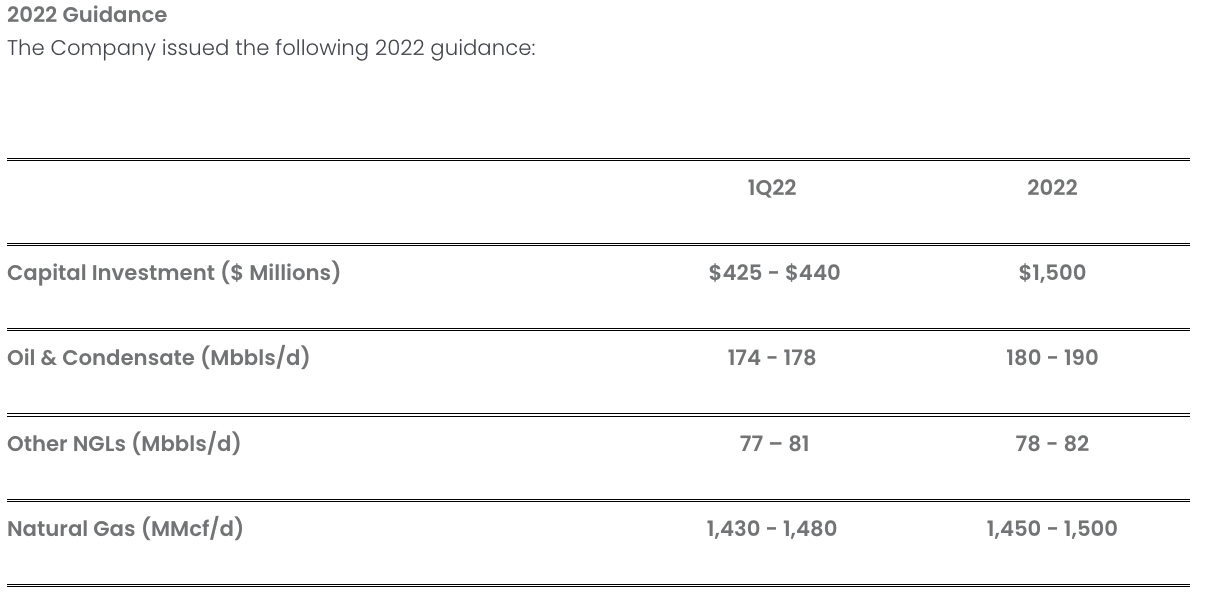 2022 Guidance
The Company issued the following 2022 guidance:
1Q22 2022
Capital Investment ($ Millions) $425 - $440 $1,500
Oil & Condensate (Mbbls/d) 174 - 178 180 - 190
Other NGLs (Mbbls/d) 77 – 81 78 - 82
Natural Gas (MMcf/d) 1,430 - 1,480 1,450 - 1,500